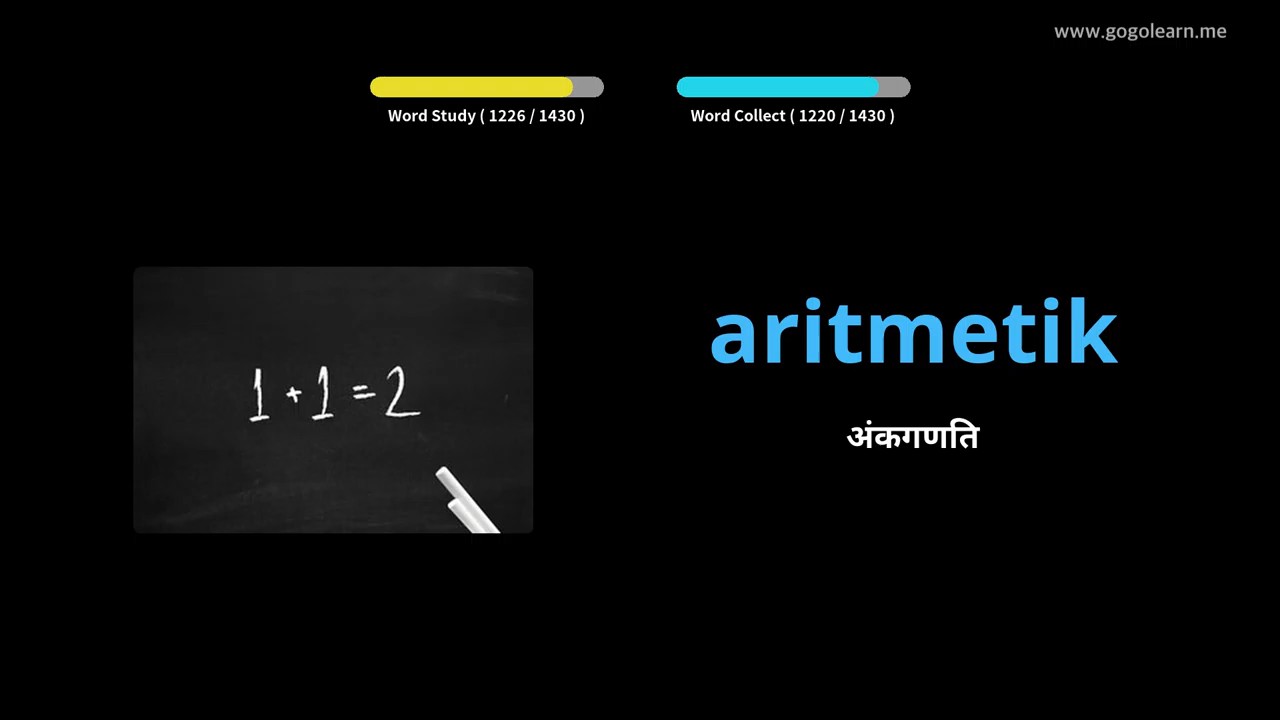 www.gogolearn.me
Word Study ( 1226 / 1430 )
Word Collect ( 1220 / 1430 )
1 + 1 = 2
aritmetik
अंकगणति